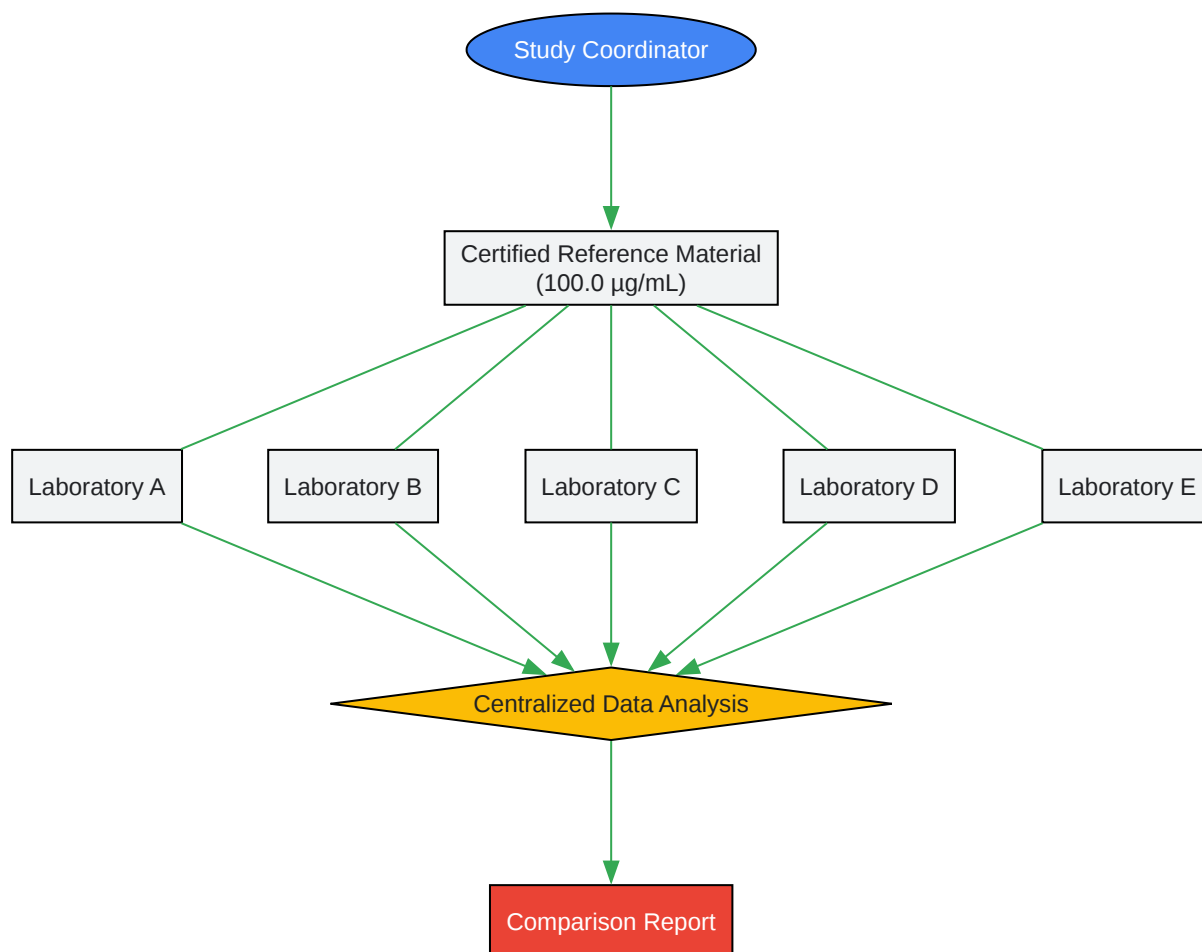 Study Coordinator
Certified Reference Material
(100.0 µg/mL)
Laboratory A
Laboratory B
Laboratory C
Laboratory D
Laboratory E
Centralized Data Analysis
Comparison Report